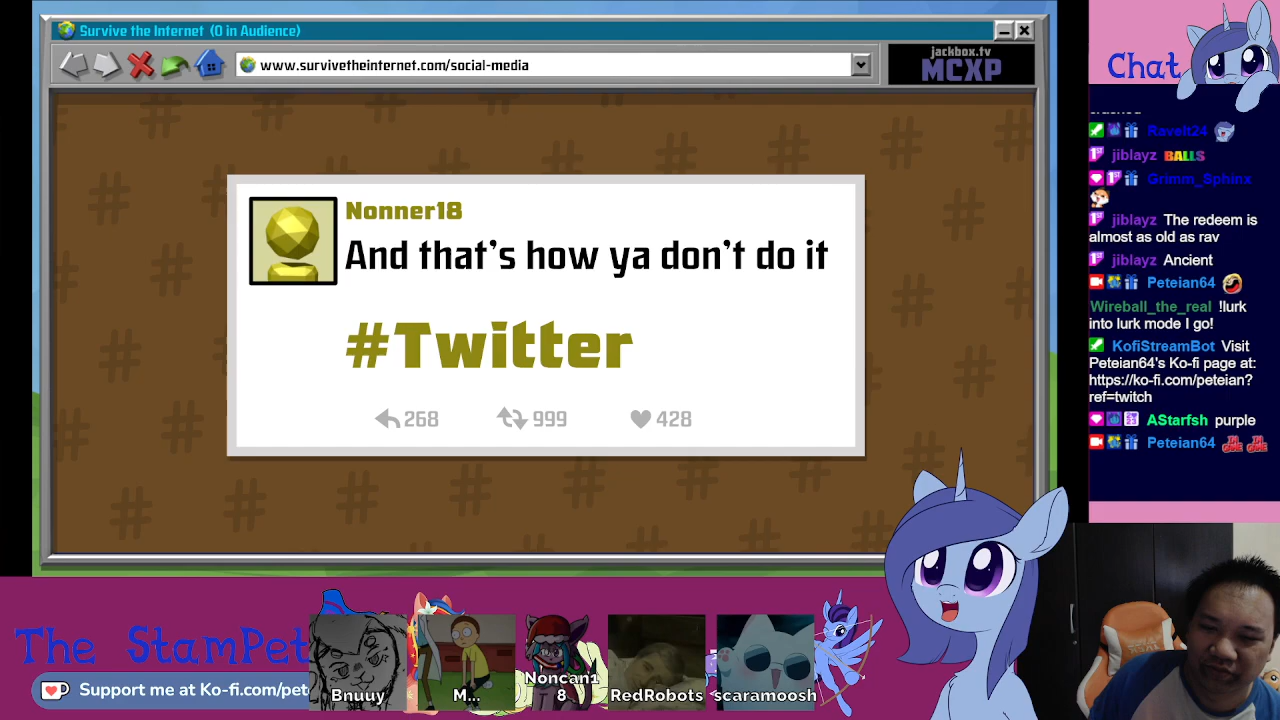 Survive the Internet (0 in Audience)
www.survivetheinternet.com/social-media
jackbox.tv
MCXP
Nonner18
And that's how ya don't do it
#Twitter
268
999
428
Chat
Ravelt24
jiblayz BALLS
Grimm_Sphinx
jiblayz The redeem is
almost as old as rav
jiblayz Ancient
Peteian64
Wireball_the_real !lurk
into lurk mode I go!
KofiStreamBot Visit
Peteian64's Ko-fi page at:
https://ko-fi.com/peteian?
ref=twitch
AStarfsh purple
Peteian64
The StamPet
Support me at Ko-fi.com/pet
Bnuuy
M...
Noncan1
8
RedRobots
scaramoosh